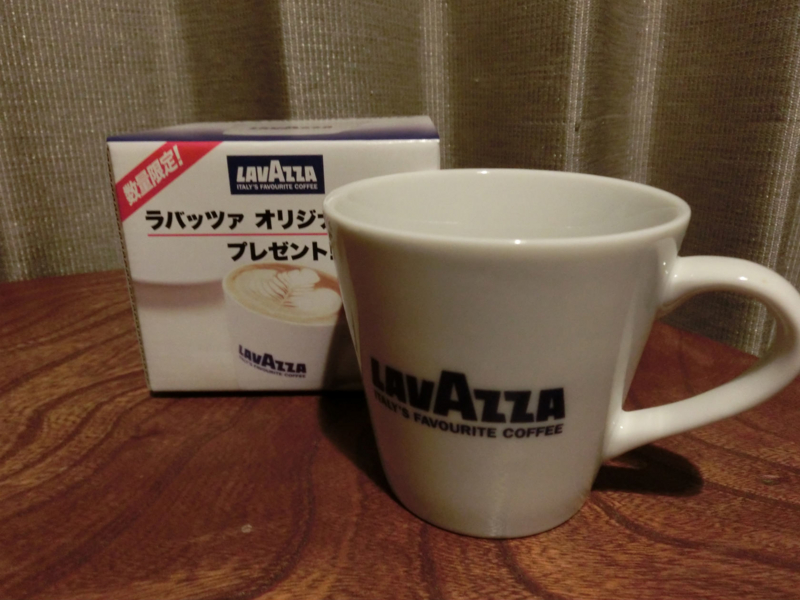 数量限定!
LAVAZZA
ITALY'S FAVOURITE COFFEE
ラバッツァ オリジ
プレゼント!
LAVAZZA
ITALY'S FAVOURITE COFFEE
LAVAZZA
ITALY'S FAVOURITE COFFEE